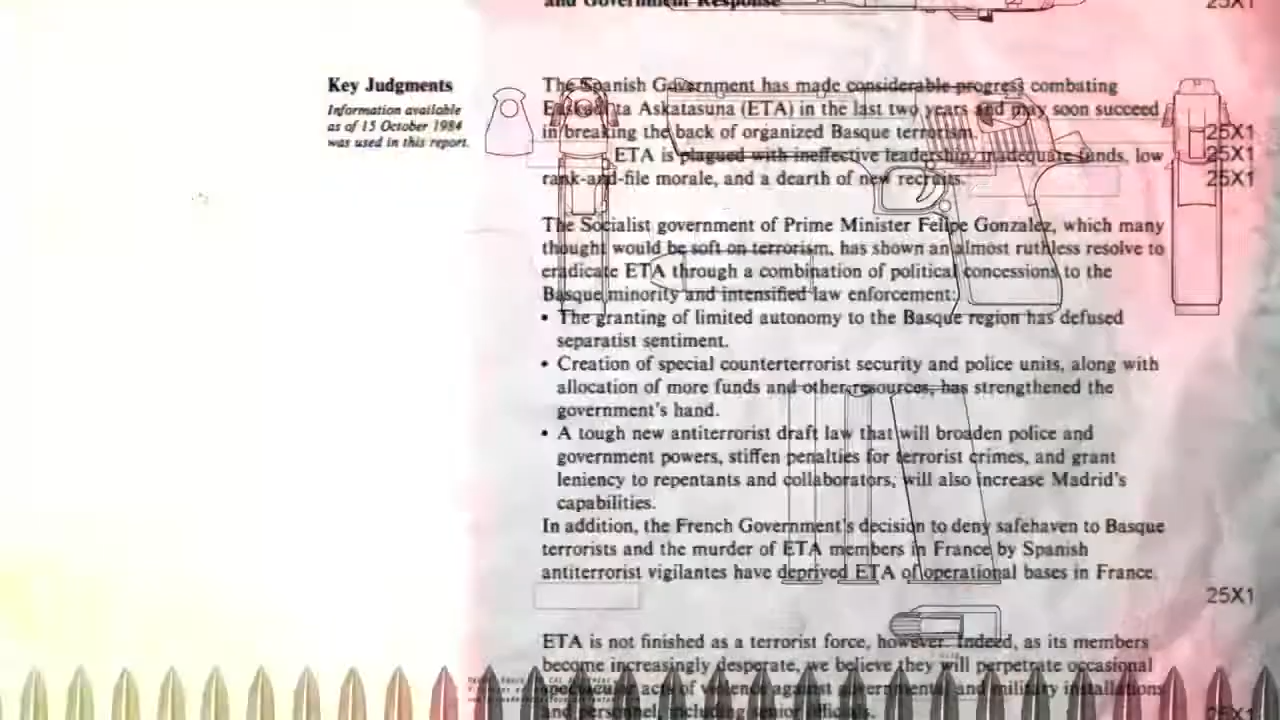 and Government Response
25X1
Key Judgments
Information available
as of 15 October 1984
was used in this report.
The Spanish Government has made considerable progress combating
Euskadi ta Askatasuna (ETA) in the last two years and may soon succeed
in breaking the back of organized Basque terrorism.
25X1
ETA is plagued with ineffective leadership, inadequate funds, low
25X1
rank-and-file morale, and a dearth of new recruits.
25X1
The Socialist government of Prime Minister Felipe Gonzalez, which many
thought would be soft on terrorism, has shown an almost ruthless resolve to
eradicate ETA through a combination of political concessions to the
Basque minority and intensified law enforcement:
• The granting of limited autonomy to the Basque region has defused
separatist sentiment.
• Creation of special counterterrorist security and police units, along with
allocation of more funds and other resources, has strengthened the
government's hand.
• A tough new antiterrorist draft law that will broaden police and
government powers, stiffen penalties for terrorist crimes, and grant
leniency to repentants and collaborators, will also increase Madrid's
capabilities.
In addition, the French Government's decision to deny safehaven to Basque
terrorists and the murder of ETA members in France by Spanish
antiterrorist vigilantes have deprived ETA of operational bases in France.
25X1
ETA is not finished as a terrorist force, however. Indeed, as its members
become increasingly desperate, we believe they will perpetrate occasional
spectacular acts of violence against governmental and military installations
and personnel, including senior officials.
25X1